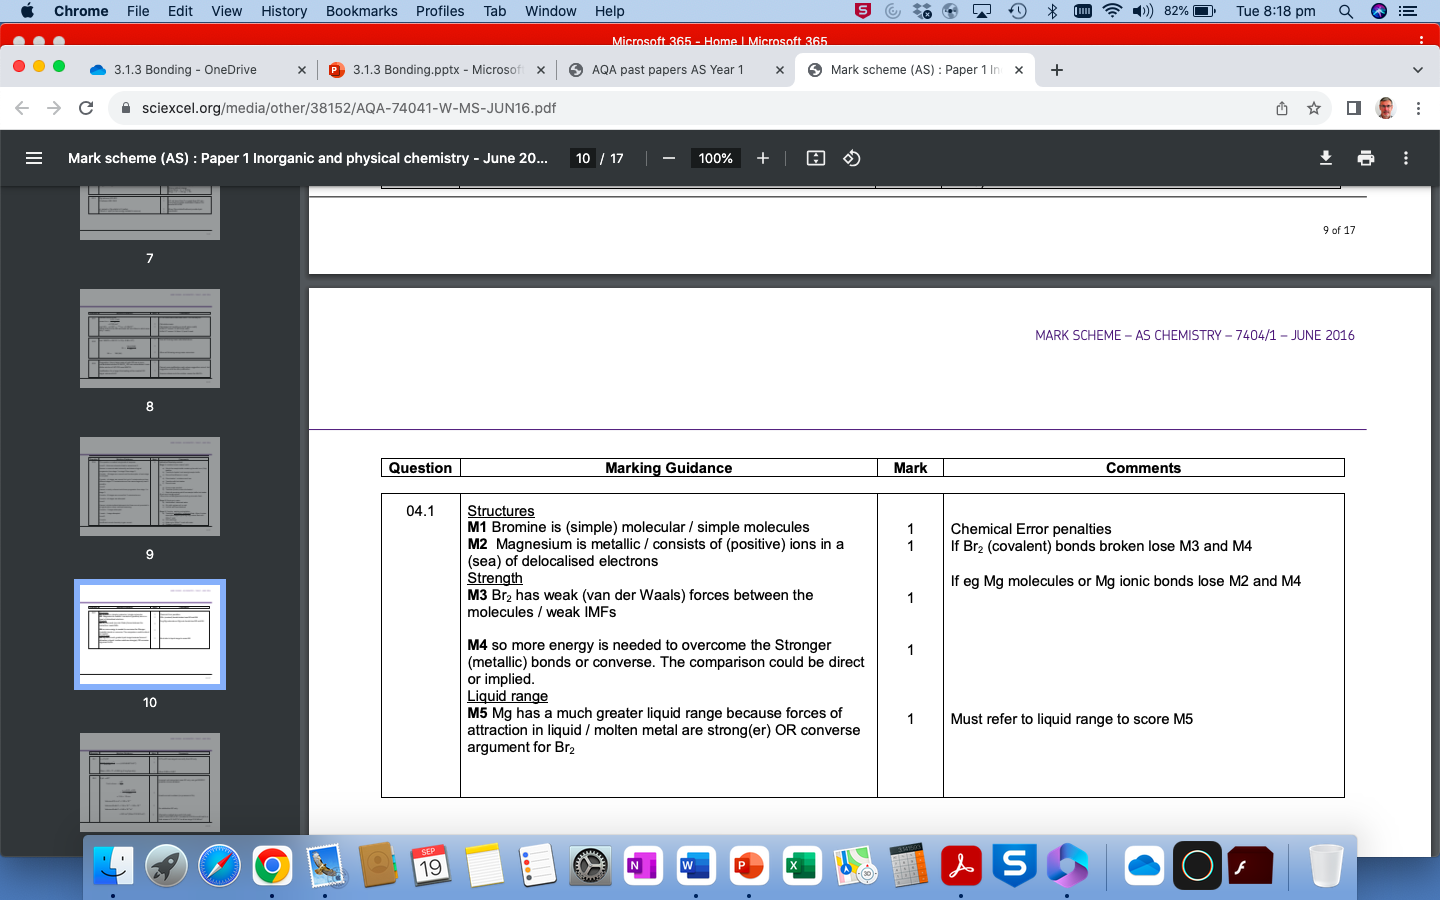 Chrome File Edit View History Bookmarks Profiles Tab Window Help 82% Tue 8:18 pm
Microsoft 365 - Home | Microsoft 365
3.1.3 Bonding - OneDrive
3.1.3 Bonding.pptx - Microsoft
AQA past papers AS Year 1
Mark scheme (AS) : Paper 1 In
sciexcel.org/media/other/38152/AQA-74041-W-MS-JUN16.pdf
Mark scheme (AS) : Paper 1 Inorganic and physical chemistry - June 20... 10 / 17 100%
7
8
9
10
9 of 17
MARK SCHEME – AS CHEMISTRY – 7404/1 – JUNE 2016
Question Marking Guidance Mark Comments
04.1 Structures
M1 Bromine is (simple) molecular / simple molecules 1 Chemical Error penalties
M2 Magnesium is metallic / consists of (positive) ions in a 1 If Br₂ (covalent) bonds broken lose M3 and M4
(sea) of delocalised electrons
Strength If eg Mg molecules or Mg ionic bonds lose M2 and M4
M3 Br₂ has weak (van der Waals) forces between the 1
molecules / weak IMFs
M4 so more energy is needed to overcome the Stronger 1
(metallic) bonds or converse. The comparison could be direct
or implied.
Liquid range
M5 Mg has a much greater liquid range because forces of 1 Must refer to liquid range to score M5
attraction in liquid / molten metal are strong(er) OR converse
argument for Br₂
SEP
19